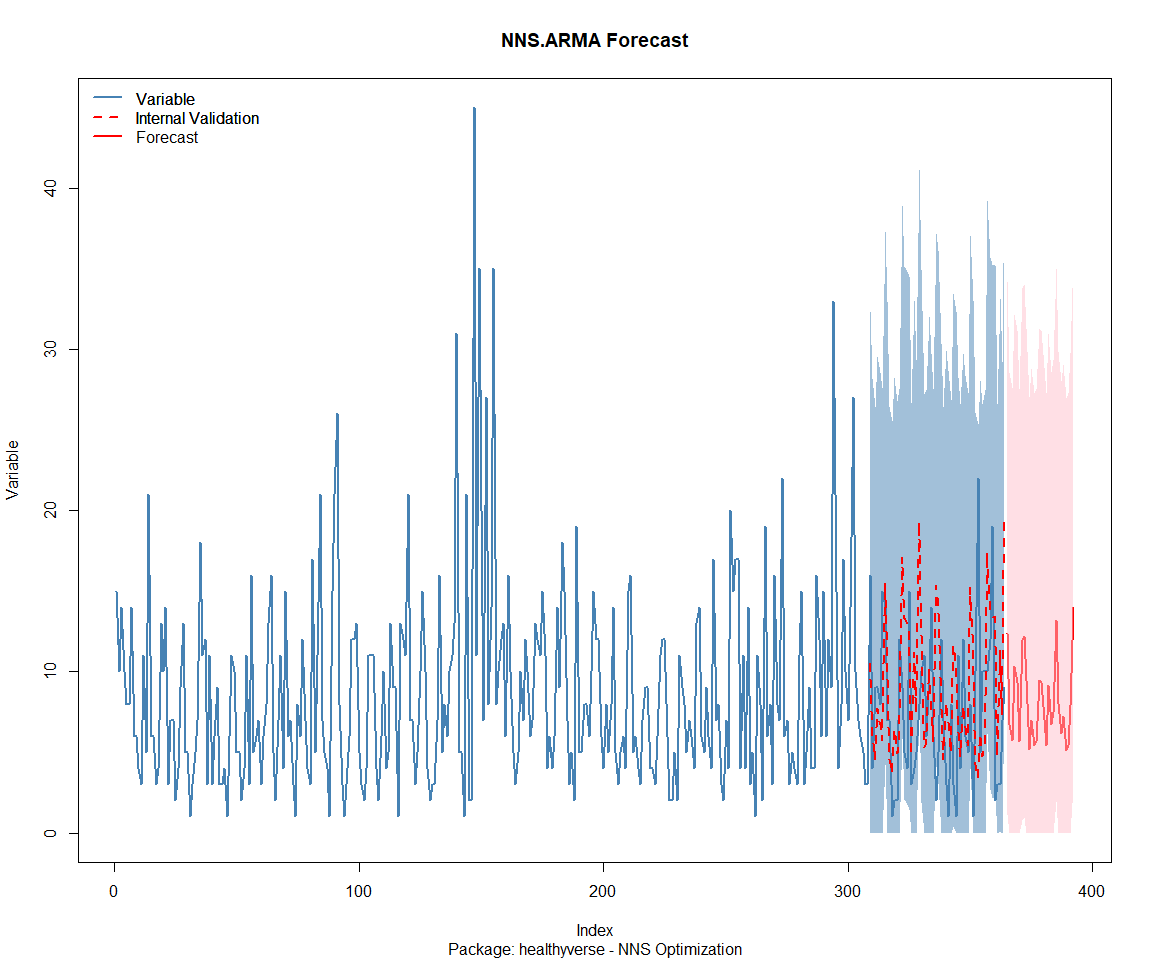 NNS.ARMA Forecast
Variable
Internal Validation
Forecast
Variable
40
30
20
10
0
0 100 200 300 400
Index
Package: healthyverse - NNS Optimization